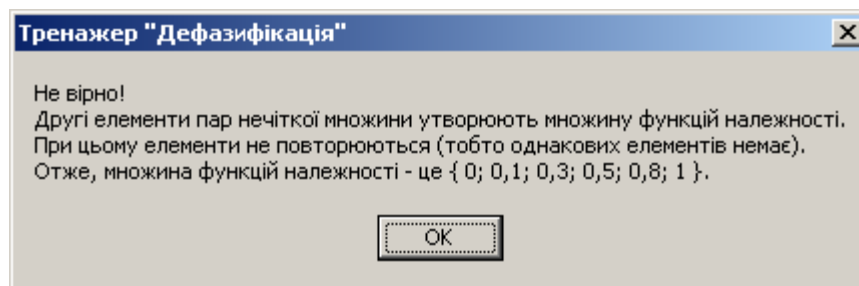 Тренажер "Дефазифікація"
Не вірно!
Другі елементи пар нечіткої множини утворюють множину функцій належності.
При цьому елементи не повторюються (тобто однакових елементів немає).
Отже, множина функцій належності - це { 0; 0,1; 0,3; 0,5; 0,8; 1 }.
OK